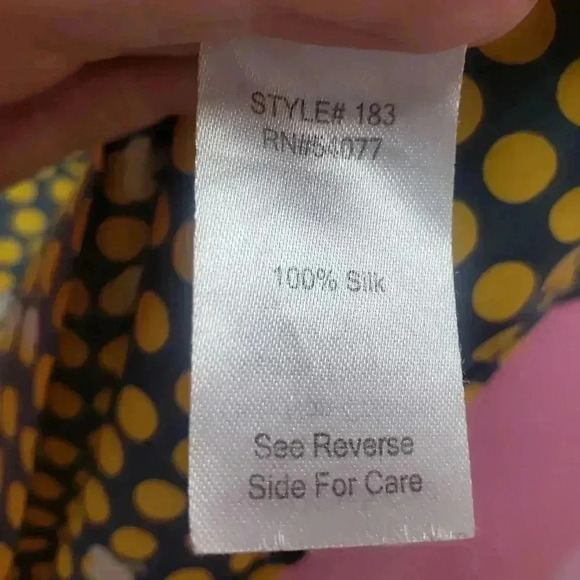 STYLE# 183
RN#54077
100% Silk
See Reverse
Side For Care